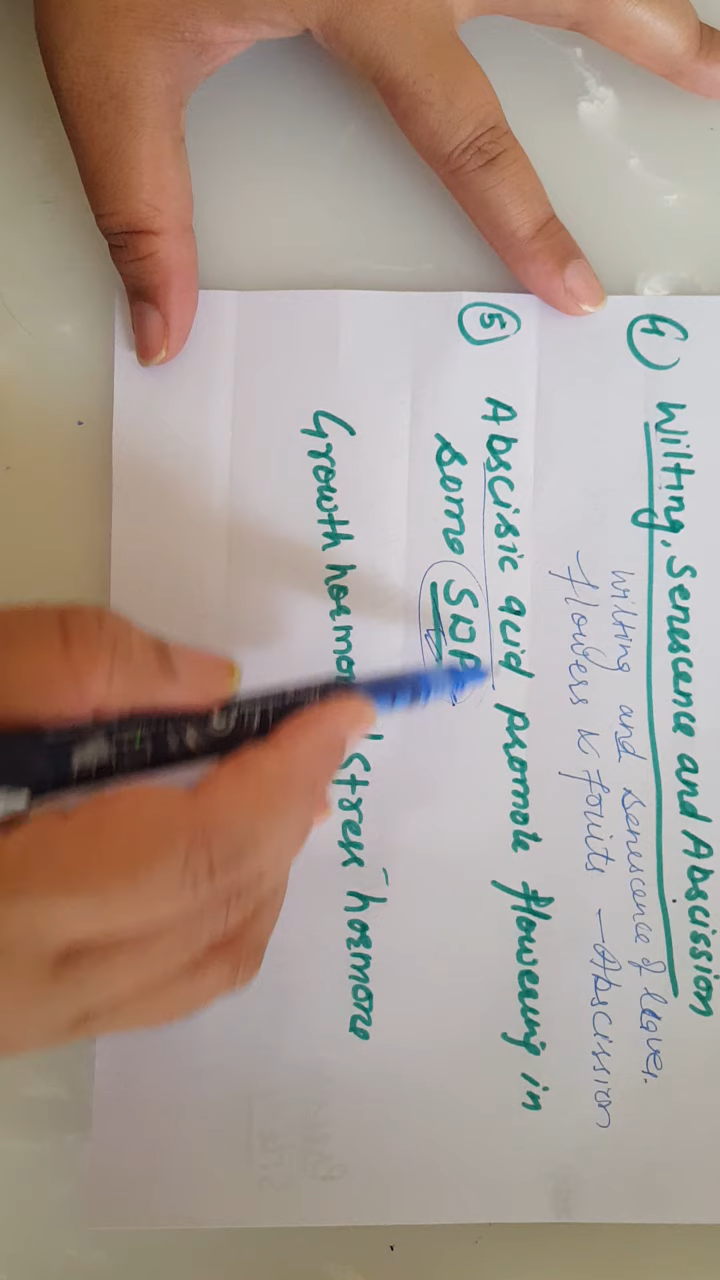 4 Wilting, Senescence and Abscission
wilting and senescence of leaves.
flowers & fruits - Abscission
5 Abscisic acid promote flowering in
some SDP
Growth hormo Stress hormone